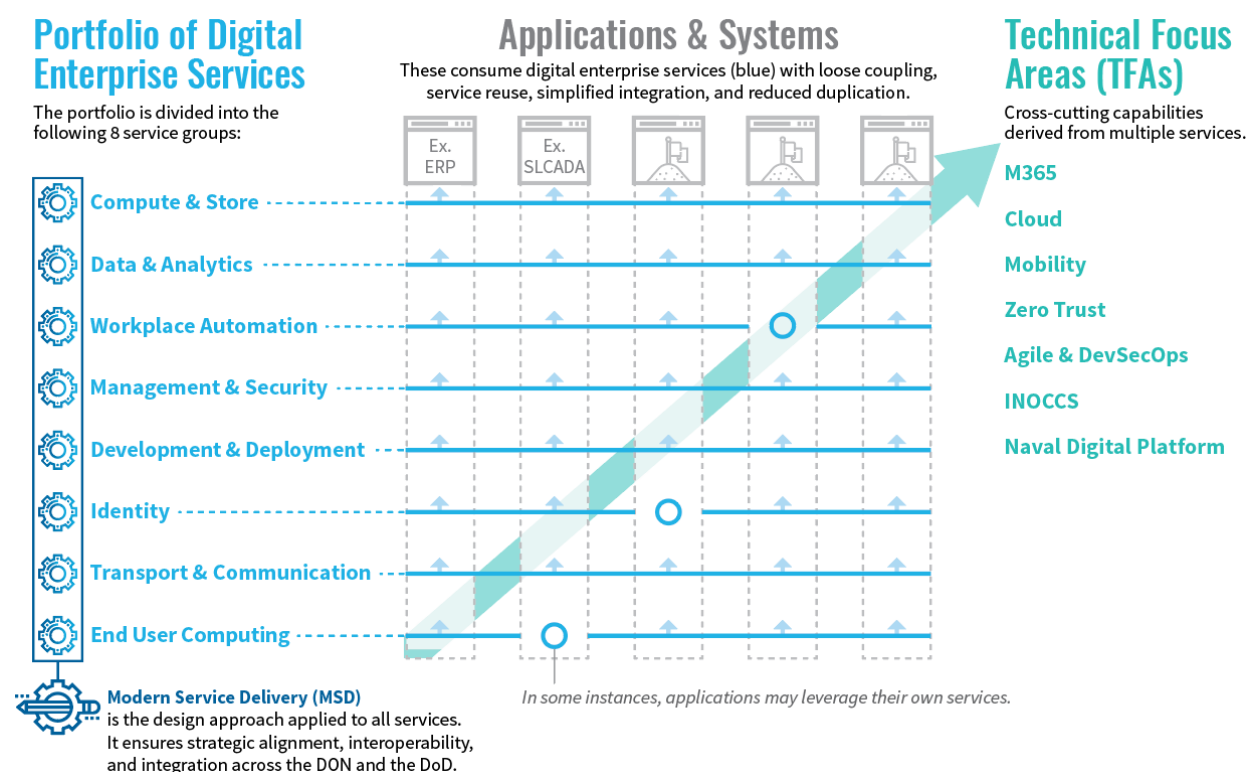 Portfolio of Digital
Enterprise Services
The portfolio is divided into the
following 8 service groups:
Compute & Store
Data & Analytics
Workplace Automation
Management & Security
Development & Deployment
Identity
Transport & Communication
End User Computing
Modern Service Delivery (MSD)
is the design approach applied to all services.
It ensures strategic alignment, interoperability,
and integration across the DON and the DoD.
Applications & Systems
These consume digital enterprise services (blue) with loose coupling,
service reuse, simplified integration, and reduced duplication.
Ex.
ERP
Ex.
SLCADA
In some instances, applications may leverage their own services.
Technical Focus
Areas (TFAs)
Cross-cutting capabilities
derived from multiple services.
M365
Cloud
Mobility
Zero Trust
Agile & DevSecOps
INOCCS
Naval Digital Platform